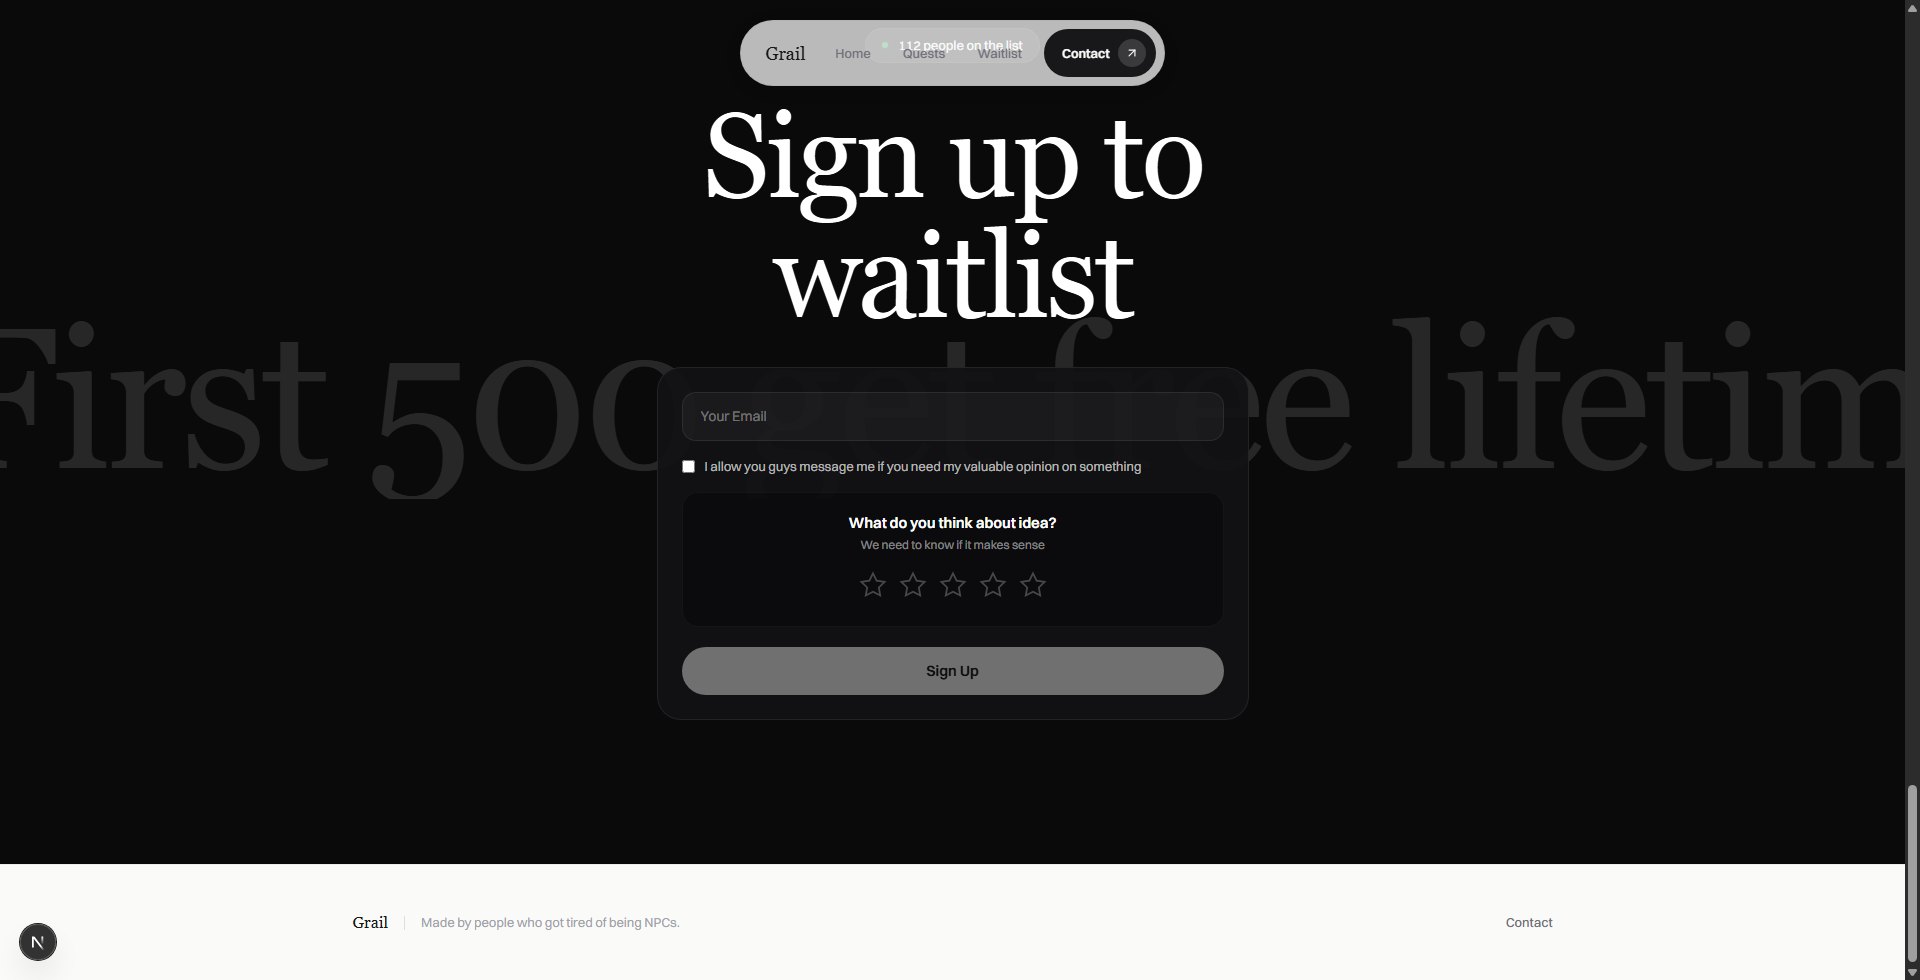 112 people on the list
Grail Home Quests Waitlist Contact
Sign up to
waitlist
First 500 get free lifetim
Your Email
I allow you guys message me if you need my valuable opinion on something
What do you think about idea?
We need to know if it makes sense
Sign Up
Grail Made by people who got tired of being NPCs. Contact
N